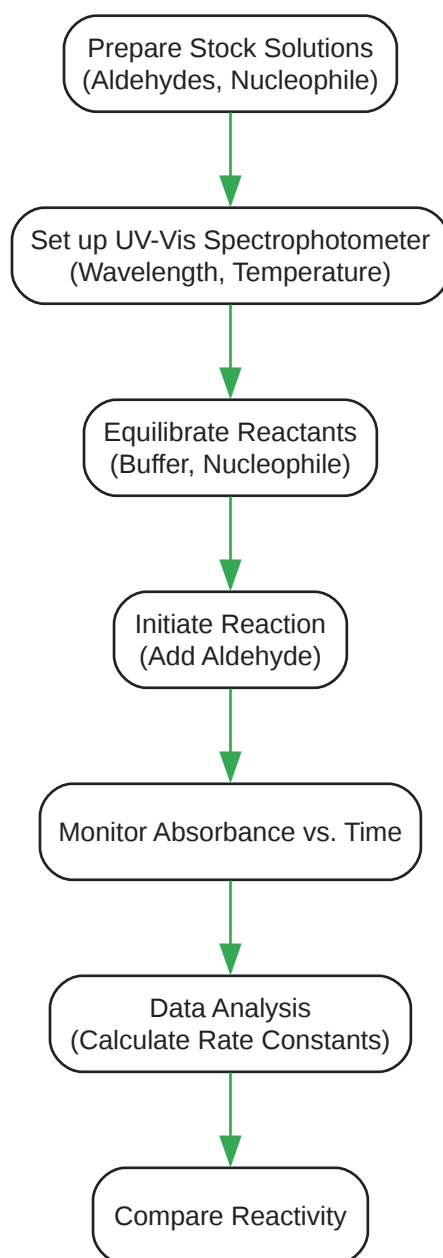 Prepare Stock Solutions
(Aldehydes, Nucleophile)
Set up UV-Vis Spectrophotometer
(Wavelength, Temperature)
Equilibrate Reactants
(Buffer, Nucleophile)
Initiate Reaction
(Add Aldehyde)
Monitor Absorbance vs. Time
Data Analysis
(Calculate Rate Constants)
Compare Reactivity